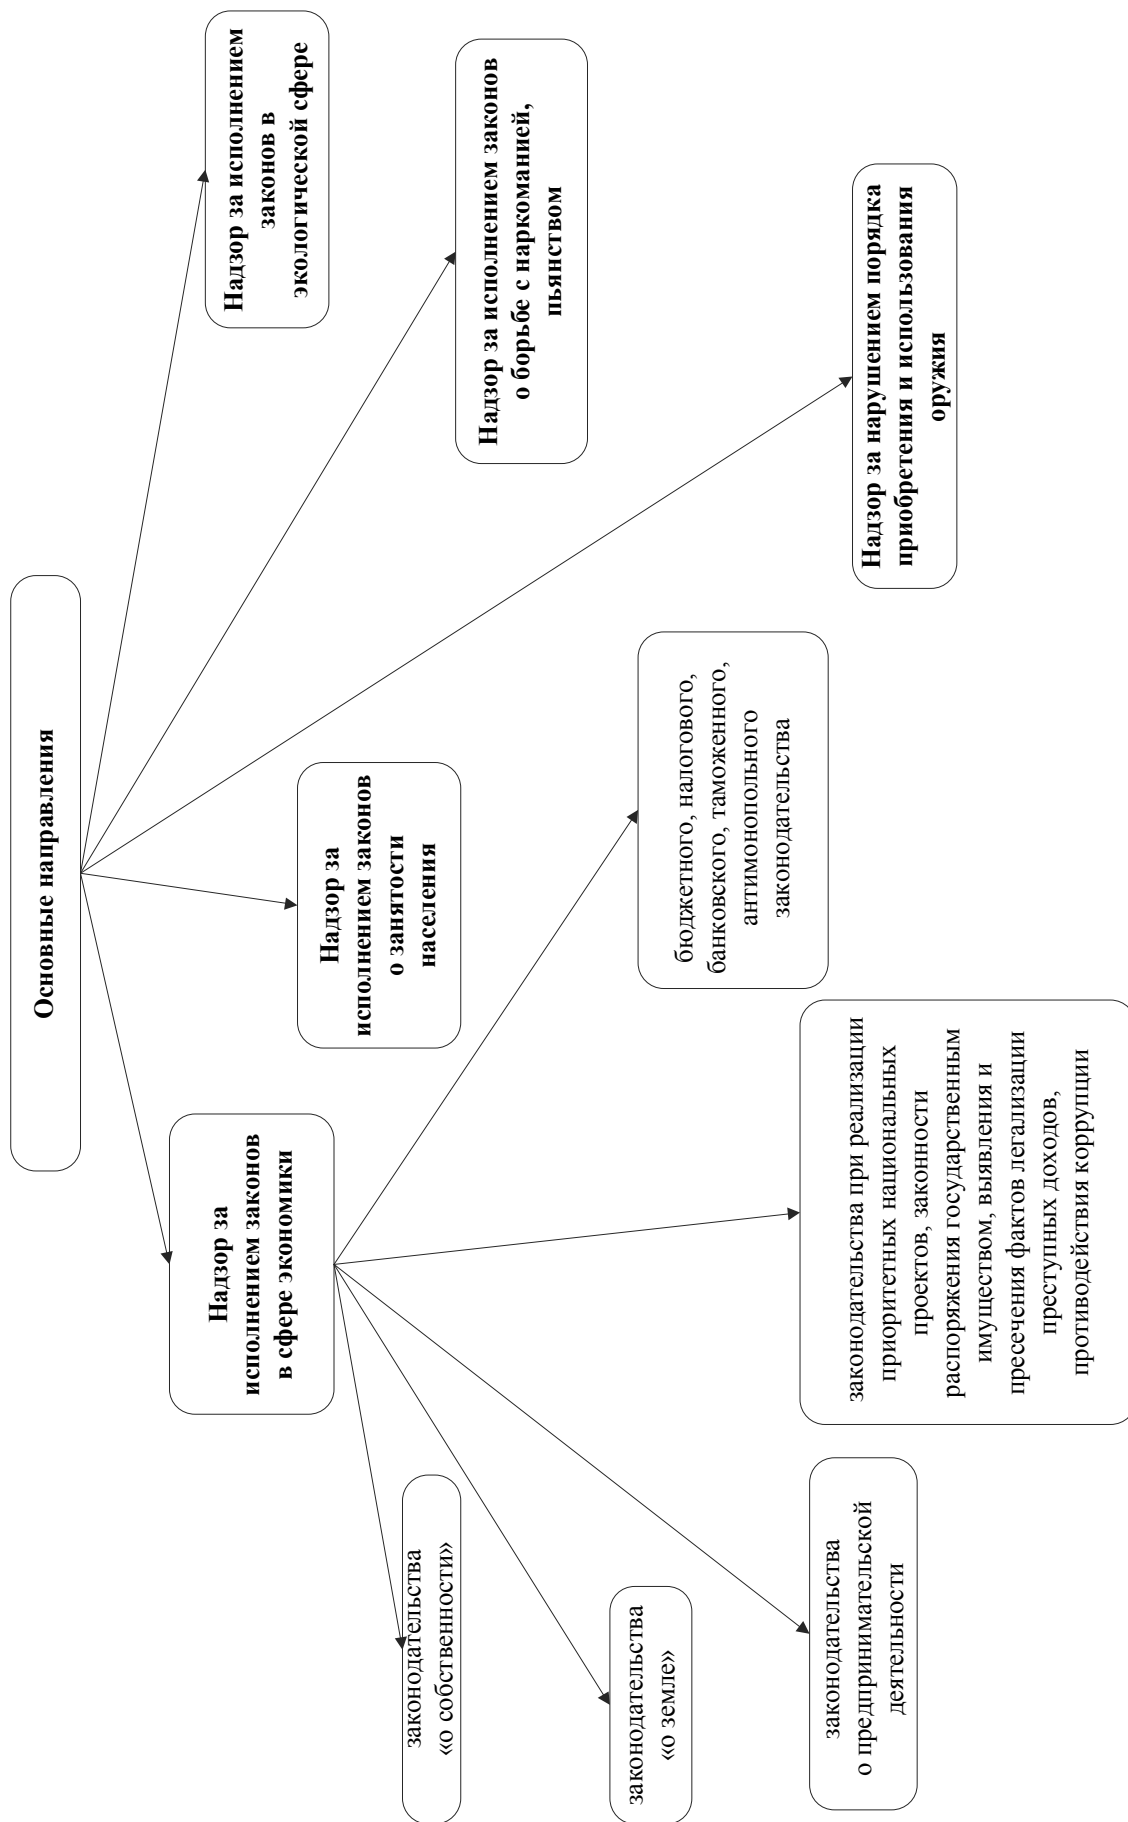 Основные направления
Надзор за
исполнением законов
в сфере экономики
Надзор за
исполнением законов
о занятости
населения
Надзор за исполнением
законов в
экологической сфере
Надзор за исполнением законов
о борьбе с наркоманией,
пьянством
Надзор за нарушением порядка
приобретения и использования
оружия
законодательства
«о собственности»
законодательства
«о земле»
законодательства
о предпринимательской
деятельности
законодательства при реализации
приоритетных национальных
проектов, законности
распоряжения государственным
имуществом, выявления и
пресечения фактов легализации
преступных доходов,
противодействия коррупции
бюджетного, налогового,
банковского, таможенного,
антимонопольного
законодательства